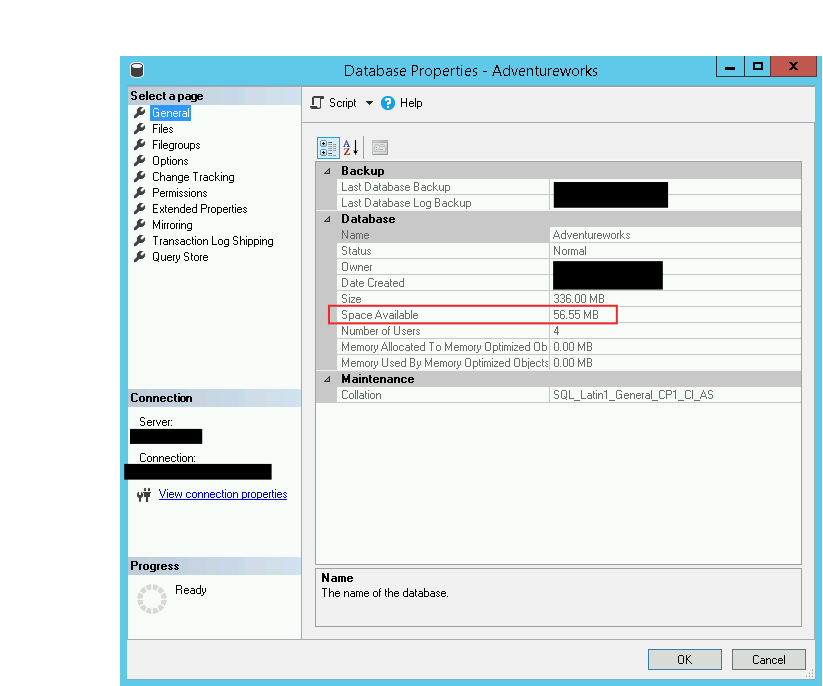 Database Properties - Adventureworks
Select a page
General
Files
Filegroups
Options
Change Tracking
Permissions
Extended Properties
Mirroring
Transaction Log Shipping
Query Store
Connection
Server:
Connection:
View connection properties
Progress
Ready
Script Help
Backup
Last Database Backup
Last Database Log Backup
Database
Name Adventureworks
Status Normal
Owner
Date Created
Size 336.00 MB
Space Available 56.55 MB
Number of Users 4
Memory Allocated To Memory Optimized Ob 0.00 MB
Memory Used By Memory Optimized Objects 0.00 MB
Maintenance
Collation SQL_Latin1_General_CP1_CI_AS
Name
The name of the database.
OK Cancel